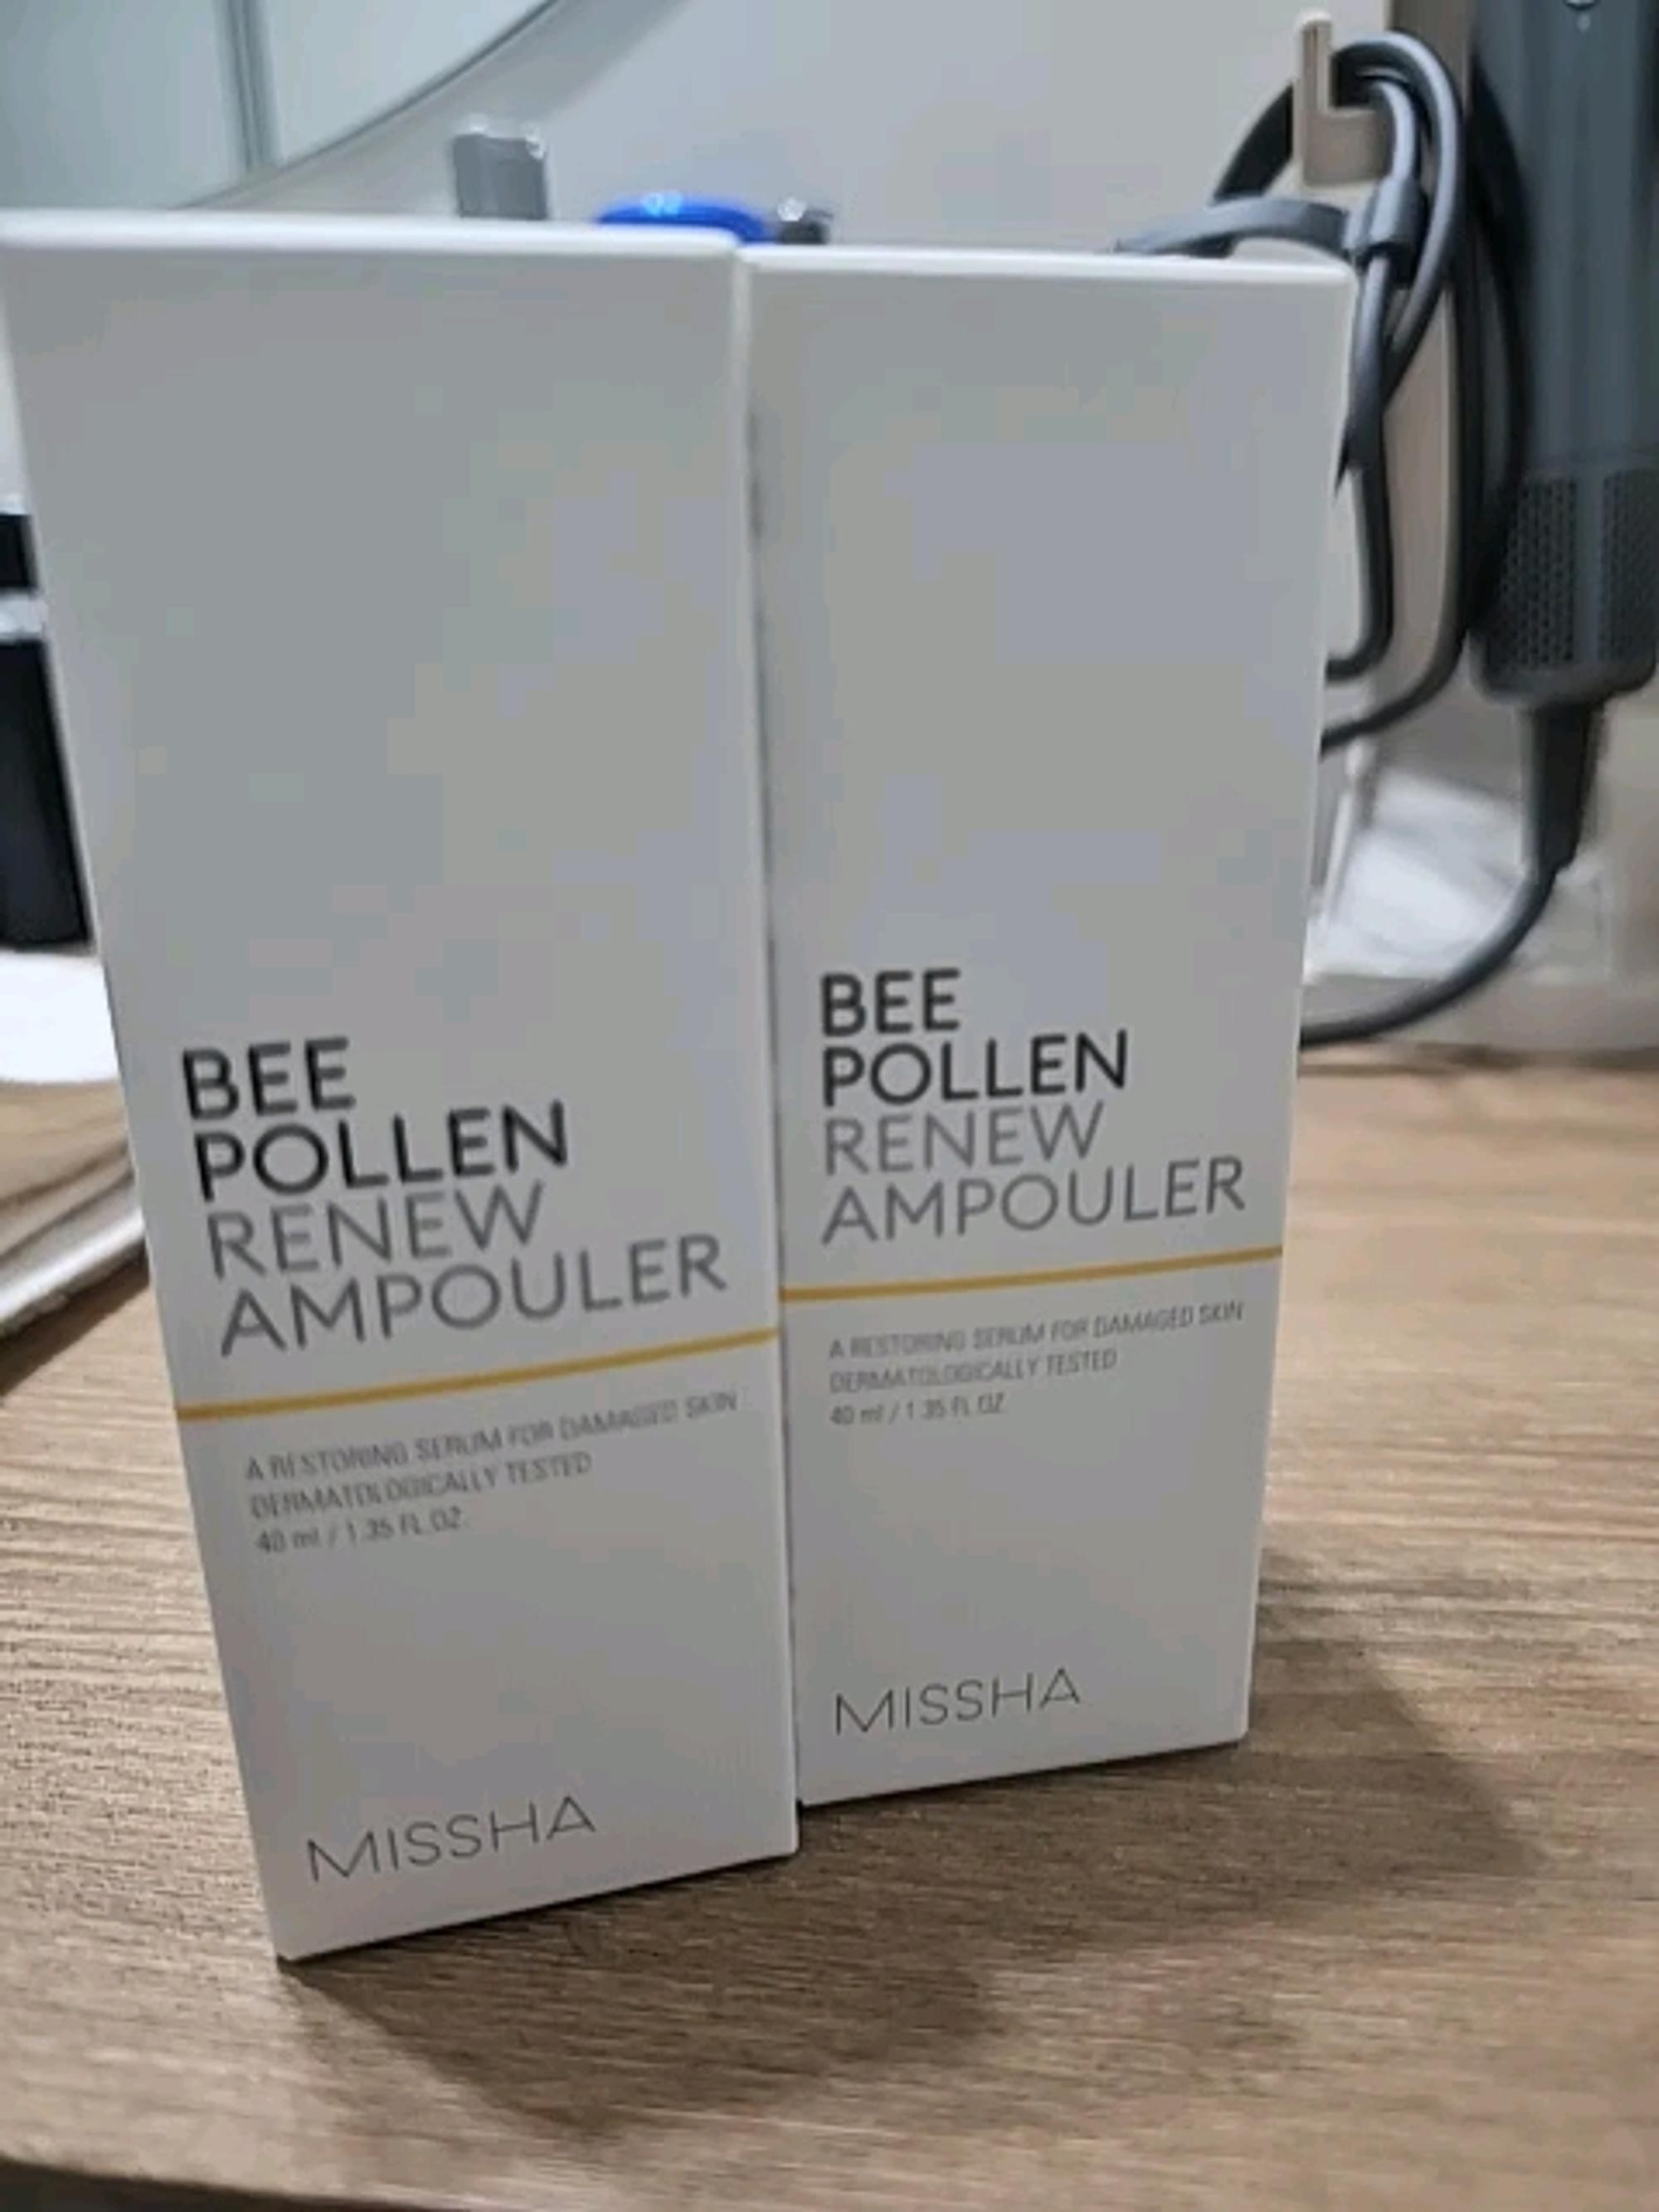 BEE
POLLEN
RENEW
AMPOULER
A RESTORING SERUM FOR DAMAGED SKIN
DERMATOLOGICALLY TESTED
40 ml / 1.35 FL.OZ.
MISSHA
BEE
POLLEN
RENEW
AMPOULER
A RESTORING SERUM FOR DAMAGED SKIN
DERMATOLOGICALLY TESTED
40 ml / 1.35 FL.OZ.
MISSHA